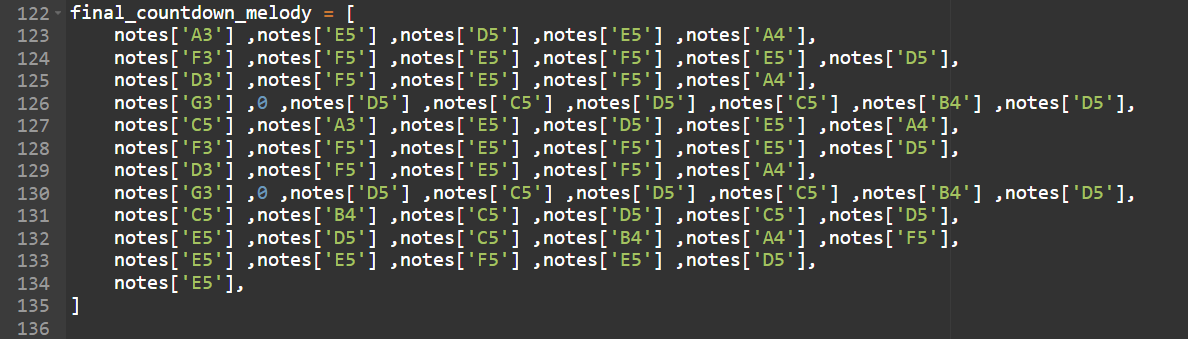 122 final_countdown_melody = [
123 notes['A3'] ,notes['E5'] ,notes['D5'] ,notes['E5'] ,notes['A4'],
124 notes['F3'] ,notes['F5'] ,notes['E5'] ,notes['F5'] ,notes['E5'] ,notes['D5'],
125 notes['D3'] ,notes['F5'] ,notes['E5'] ,notes['F5'] ,notes['A4'],
126 notes['G3'] ,0 ,notes['D5'] ,notes['C5'] ,notes['D5'] ,notes['C5'] ,notes['B4'] ,notes['D5'],
127 notes['C5'] ,notes['A3'] ,notes['E5'] ,notes['D5'] ,notes['E5'] ,notes['A4'],
128 notes['F3'] ,notes['F5'] ,notes['E5'] ,notes['F5'] ,notes['E5'] ,notes['D5'],
129 notes['D3'] ,notes['F5'] ,notes['E5'] ,notes['F5'] ,notes['A4'],
130 notes['G3'] ,0 ,notes['D5'] ,notes['C5'] ,notes['D5'] ,notes['C5'] ,notes['B4'] ,notes['D5'],
131 notes['C5'] ,notes['B4'] ,notes['C5'] ,notes['D5'] ,notes['C5'] ,notes['D5'],
132 notes['E5'] ,notes['D5'] ,notes['C5'] ,notes['B4'] ,notes['A4'] ,notes['F5'],
133 notes['E5'] ,notes['E5'] ,notes['F5'] ,notes['E5'] ,notes['D5'],
134 notes['E5'],
135 ]
136